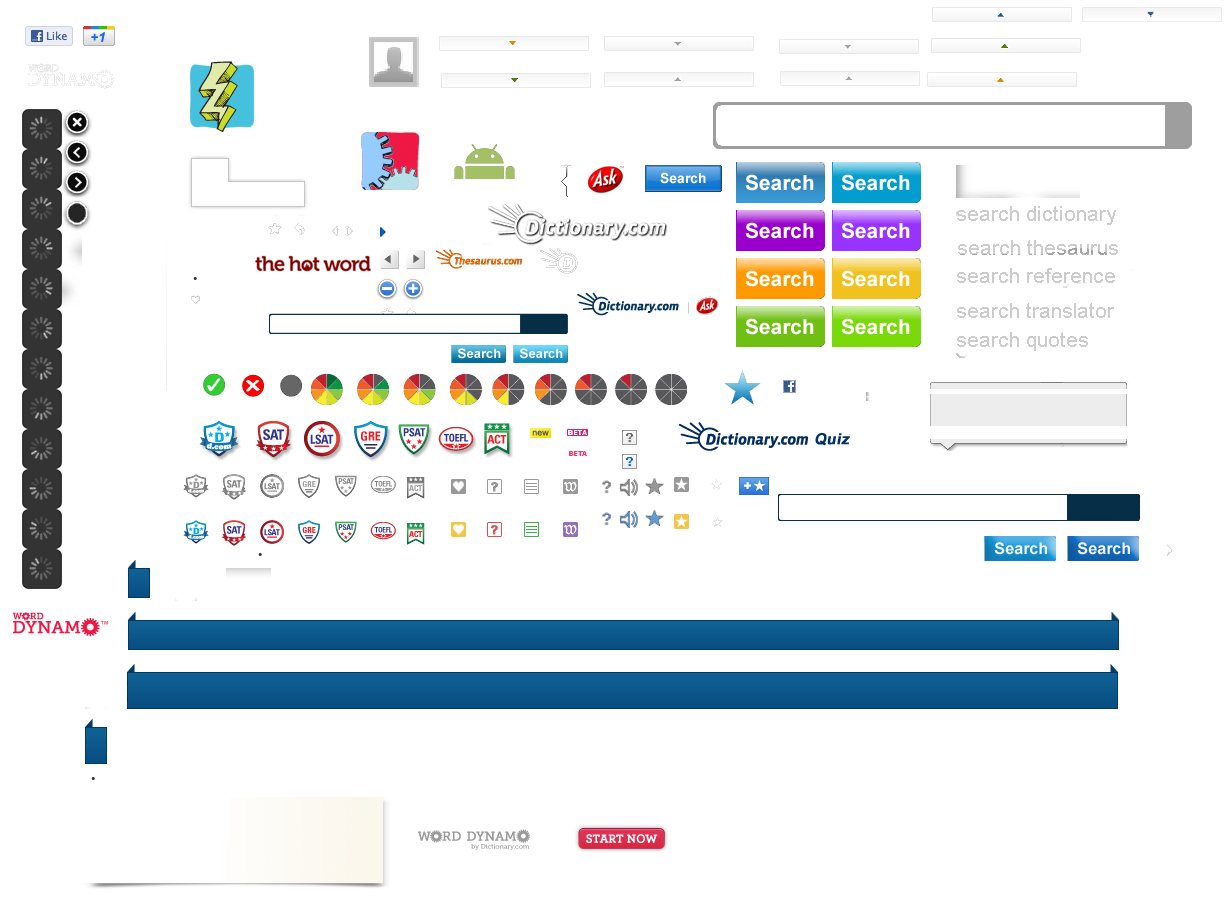 Like
+1
WORD
DYNAMO
Ask
Search
Search
Search
search dictionary
Dictionary.com
Search
Search
search thesaurus
the hot word
Thesaurus.com
D
Search
Search
search reference
Dictionary.com
Ask
Search
Search
search translator
search quotes
Search
Search
D
d.com
SAT
LSAT
GRE
PSAT
TOEFL
ACT
new
BETA
?
Dictionary.com Quiz
BETA
?
D
SAT
LSAT
GRE
PSAT
TOEFL
ACT
?
W
?
+
D
SAT
LSAT
GRE
PSAT
TOEFL
ACT
?
W
?
Search
Search
WORD
DYNAMO™
WORD DYNAMO
by Dictionary.com
START NOW